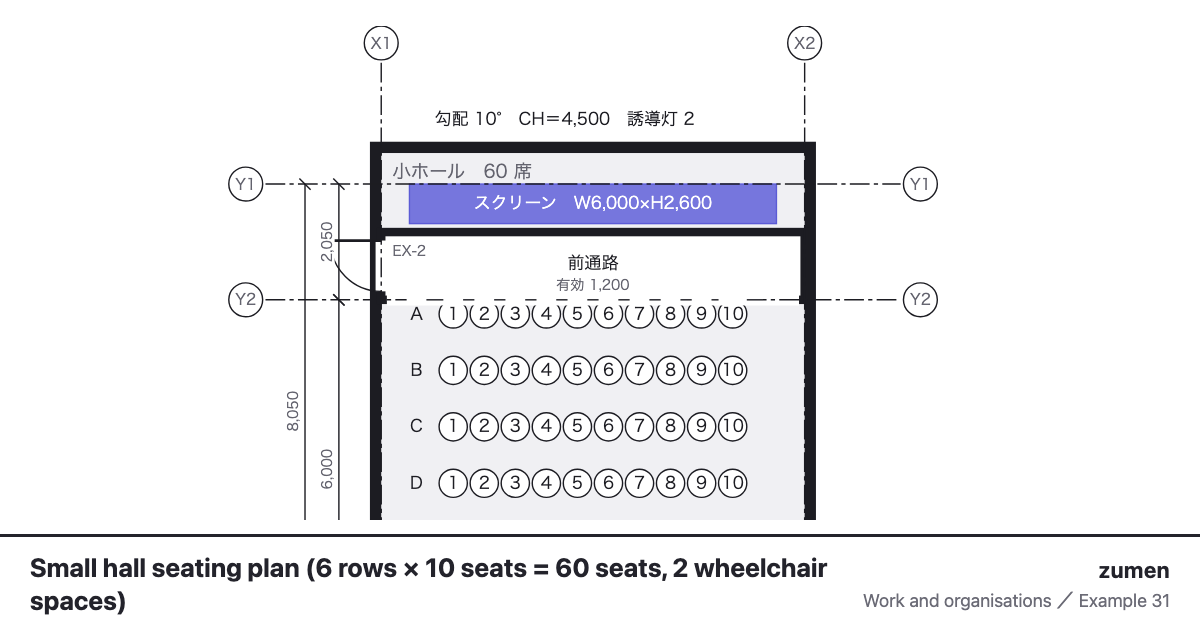 X1
X2
勾配 10° CH=4,500 誘導灯 2
小ホール 60 席
Y1
Y1
スクリーン W6,000×H2,600
2,050
EX-2
前通路
有効 1,200
Y2
Y2
A 1 2 3 4 5 6 7 8 9 10
B 1 2 3 4 5 6 7 8 9 10
8,050
C 1 2 3 4 5 6 7 8 9 10
6,000
D 1 2 3 4 5 6 7 8 9 10
Small hall seating plan (6 rows × 10 seats = 60 seats, 2 wheelchair
spaces)
zumen
Work and organisations / Example 31